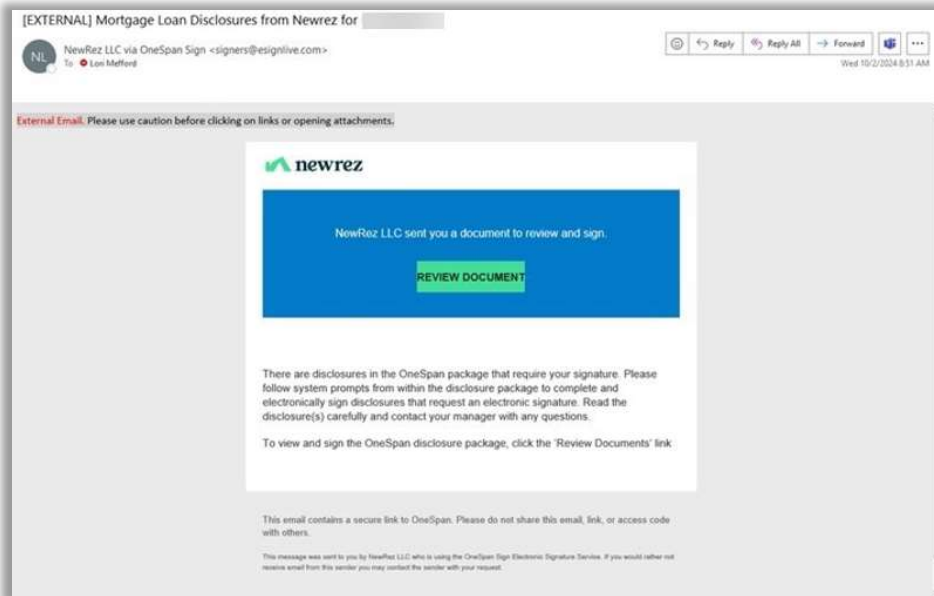 [EXTERNAL] Mortgage Loan Disclosures from Newrez for
NL
NewRez LLC via OneSpan Sign <signers@esignlive.com>
To Lori Mefford
Reply
Reply All
Forward
Wed 10/2/2024 8:51 AM
External Email. Please use caution before clicking on links or opening attachments.
newrez
NewRez LLC sent you a document to review and sign.
REVIEW DOCUMENT
There are disclosures in the OneSpan package that require your signature. Please
follow system prompts from within the disclosure package to complete and
electronically sign disclosures that request an electronic signature. Read the
disclosure(s) carefully and contact your manager with any questions.
To view and sign the OneSpan disclosure package, click the 'Review Documents' link
This email contains a secure link to OneSpan. Please do not share this email, link, or access code
with others.
This message was sent to you by NewRez LLC who is using the OneSpan Sign Electronic Signature Service. If you would rather not
receive email from this sender you may contact the sender with your request.